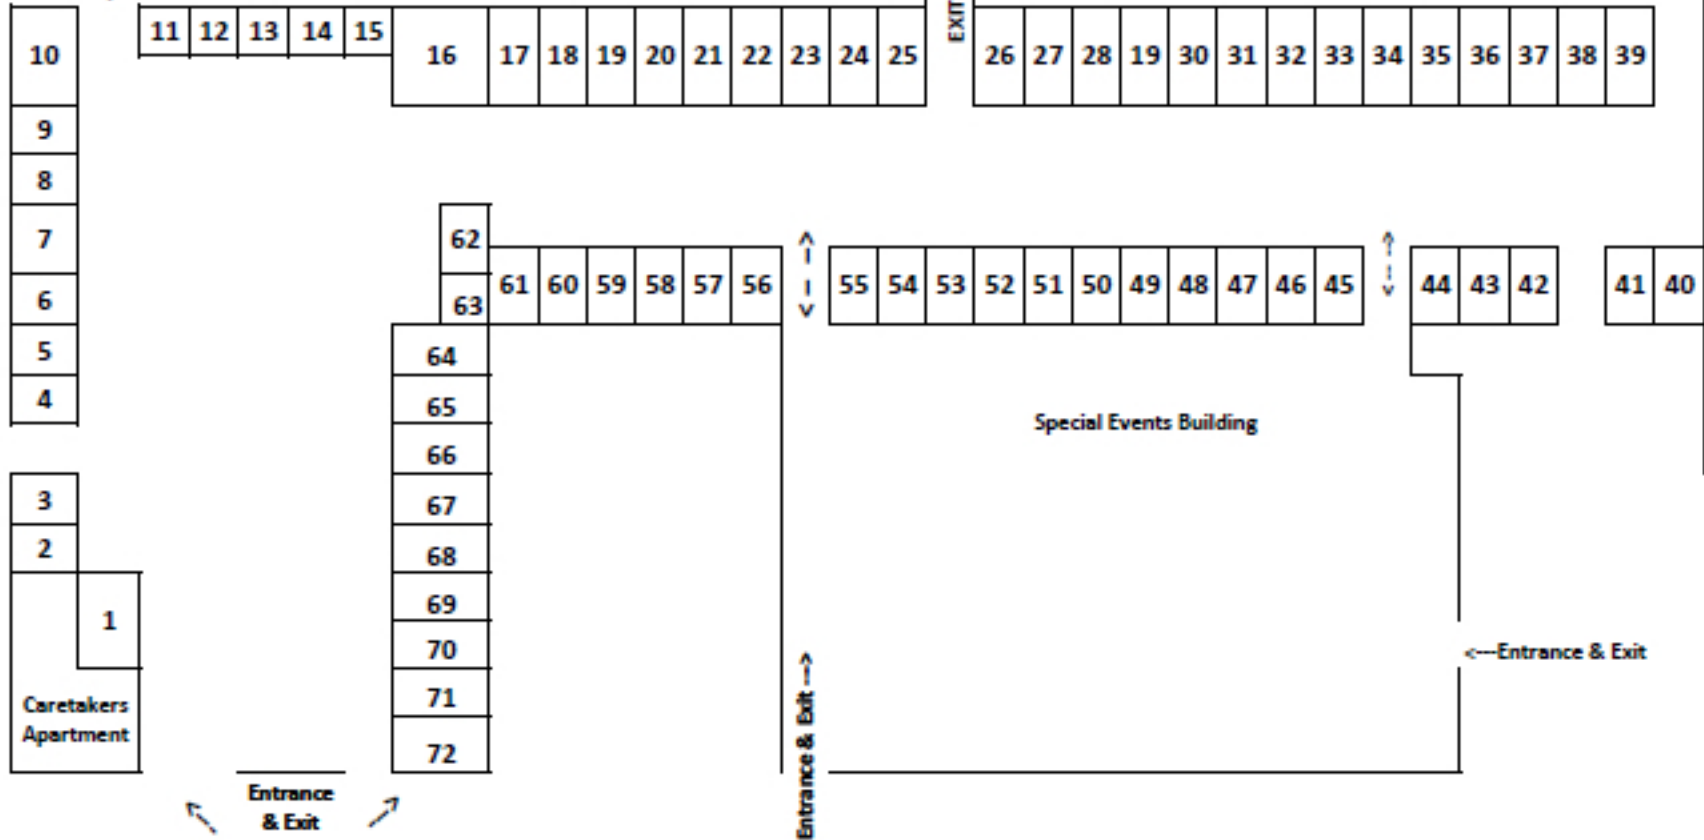 10
11 12 13 14 15
16 17 18 19 20 21 22 23 24 25
EXIT
26 27 28 19 30 31 32 33 34 35 36 37 38 39
9
8
7
6
5
4
3
2
1
Caretakers
Apartment
62
63
61 60 59 58 57 56
55 54 53 52 51 50 49 48 47 46 45
44 43 42
41 40
64
65
66
67
68
69
70
71
72
Special Events Building
<---Entrance & Exit
Entrance & Exit --->
Entrance
& Exit